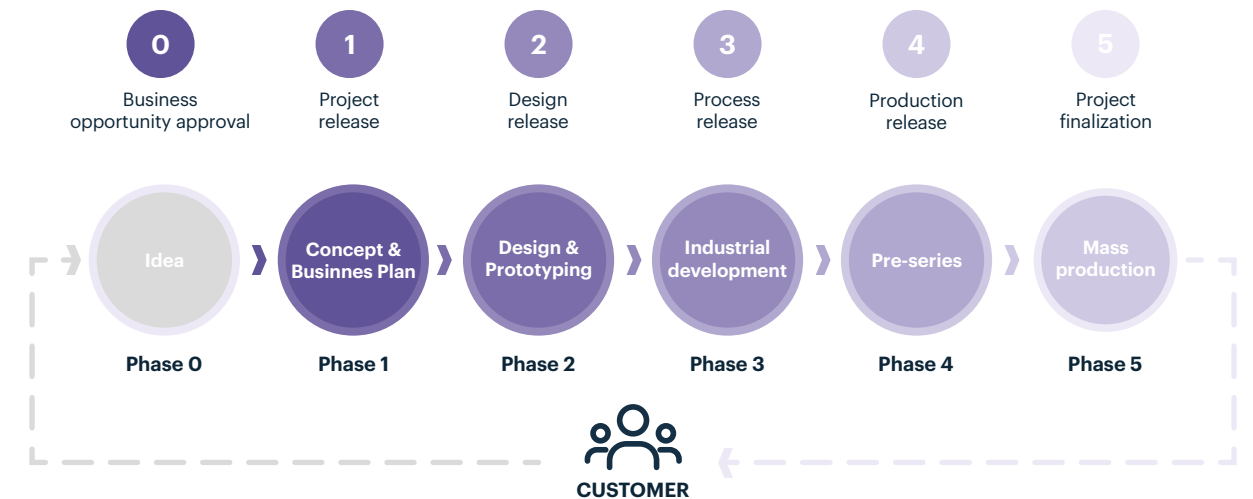 0
Business
opportunity approval
1
Project
release
2
Design
release
3
Process
release
4
Production
release
5
Project
finalization
Idea
Phase 0
Concept &
Businnes Plan
Phase 1
Design &
Prototyping
Phase 2
Industrial
development
Phase 3
Pre-series
Phase 4
Mass
production
Phase 5
CUSTOMER